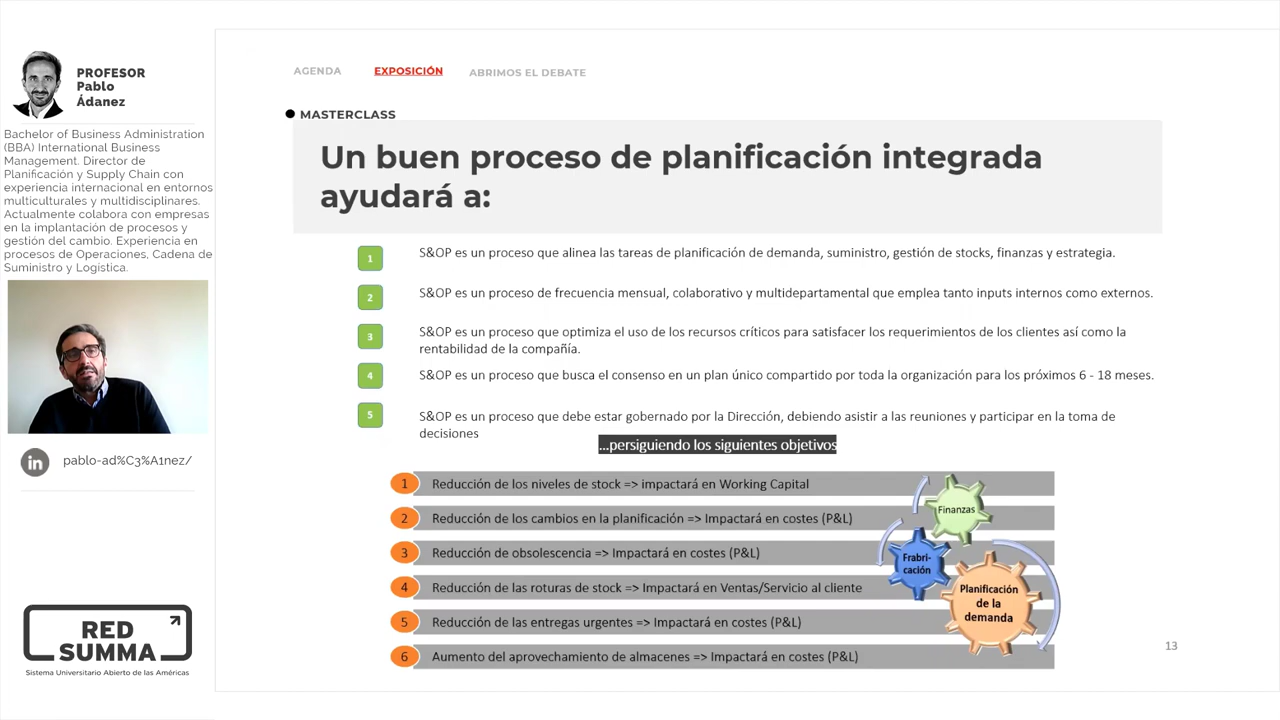 PROFESOR
Pablo
Ádanez
Bachelor of Business Administration
(BBA) International Business
Management. Director de
Planificación y Supply Chain con
experiencia internacional en entornos
multiculturales y multidisciplinares.
Actualmente colabora con empresas
en la implantación de procesos y
gestión del cambio. Experiencia en
procesos de Operaciones, Cadena de
Suministro y Logística.
in pablo-ad%C3%A1nez/
RED
SUMMA
Sistema Universitario Abierto de las Américas
AGENDA EXPOSICIÓN ABRIMOS EL DEBATE
MASTERCLASS
Un buen proceso de planificación integrada
ayudará a:
1 S&OP es un proceso que alinea las tareas de planificación de demanda, suministro, gestión de stocks, finanzas y estrategia.
2 S&OP es un proceso de frecuencia mensual, colaborativo y multidepartamental que emplea tanto inputs internos como externos.
3 S&OP es un proceso que optimiza el uso de los recursos críticos para satisfacer los requerimientos de los clientes así como la
rentabilidad de la compañía.
4 S&OP es un proceso que busca el consenso en un plan único compartido por toda la organización para los próximos 6 - 18 meses.
5 S&OP es un proceso que debe estar gobernado por la Dirección, debiendo asistir a las reuniones y participar en la toma de
decisiones
...persiguiendo los siguientes objetivos
1 Reducción de los niveles de stock => impactará en Working Capital
2 Reducción de los cambios en la planificación => Impactará en costes (P&L)
3 Reducción de obsolescencia => Impactará en costes (P&L)
4 Reducción de las roturas de stock => Impactará en Ventas/Servicio al cliente
5 Reducción de las entregas urgentes => Impactará en costes (P&L)
6 Aumento del aprovechamiento de almacenes => Impactará en costes (P&L)
Finanzas
Frabri-
cación
Planificación
de la
demanda
13